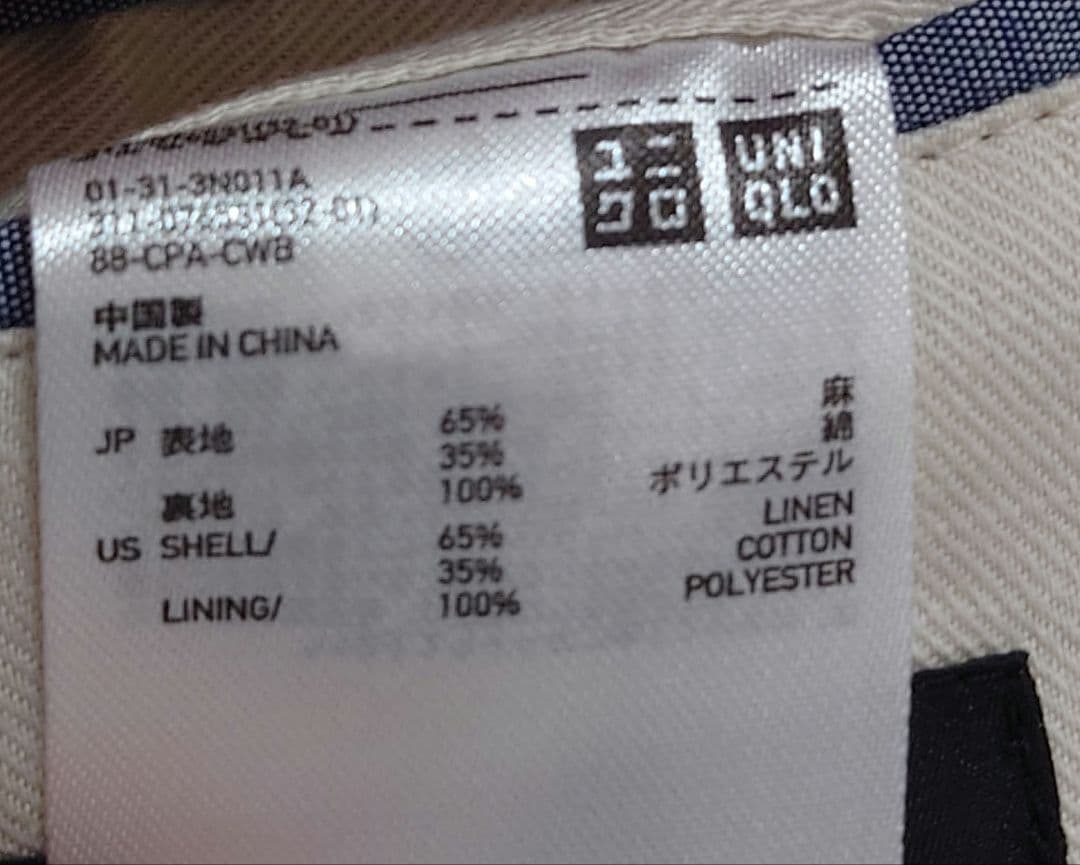 ユニクロ
UNIQLO
01-31-3N011A
88-CPA-CWB
中国製
MADE IN CHINA
JP 表地 65% 麻
35% 綿
裏地 100% ポリエステル
US SHELL/ 65% LINEN
35% COTTON
LINING/ 100% POLYESTER